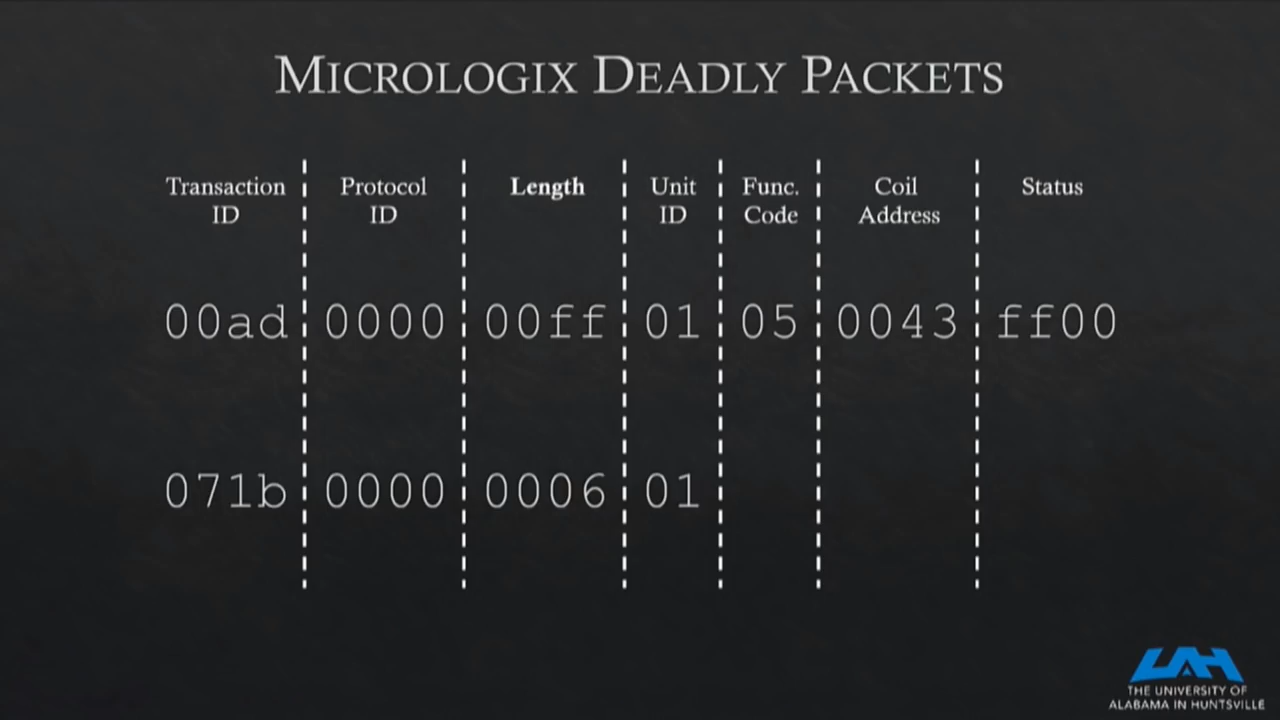 MICROLOGIX DEADLY PACKETS
Transaction ID
Protocol ID
Length
Unit ID
Func. Code
Coil Address
Status
00ad 0000 00ff 01 05 0043 ff00
071b 0000 0006 01
UAH
THE UNIVERSITY OF
ALABAMA IN HUNTSVILLE